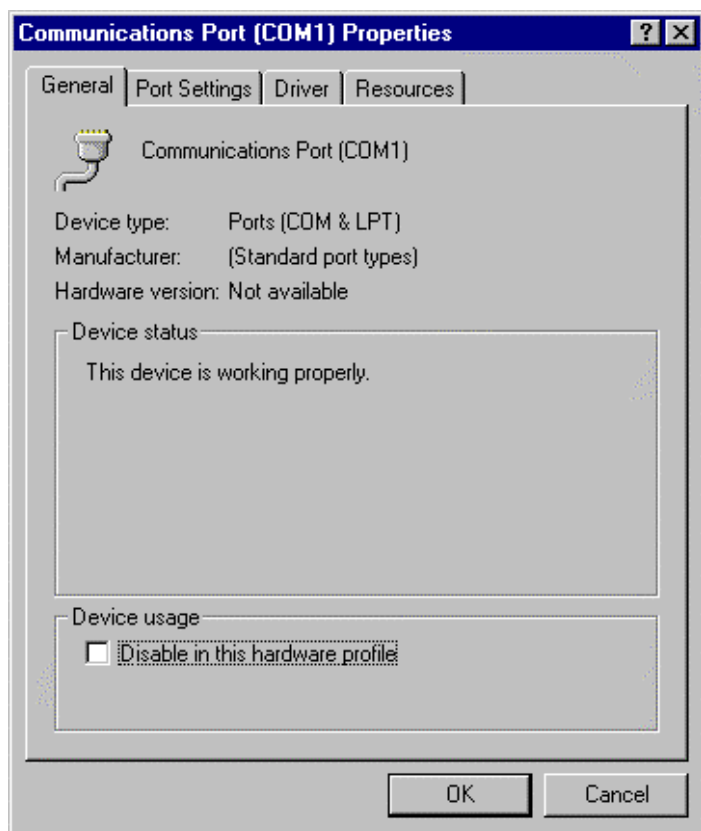 Communications Port (COM1) Properties
General Port Settings Driver Resources
Communications Port (COM1)
Device type: Ports (COM & LPT)
Manufacturer: (Standard port types)
Hardware version: Not available
Device status
This device is working properly.
Device usage
Disable in this hardware profile
OK Cancel